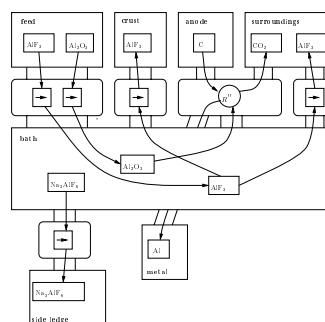 feed crust anode surroundings
AlF₃ Al₂O₃ AlF₃ C CO₂ AlF₃
R''
bath
Al₂O₃
Na₃AlF₆ AlF₃
Al
metal
Na₃AlF₆
side ledge